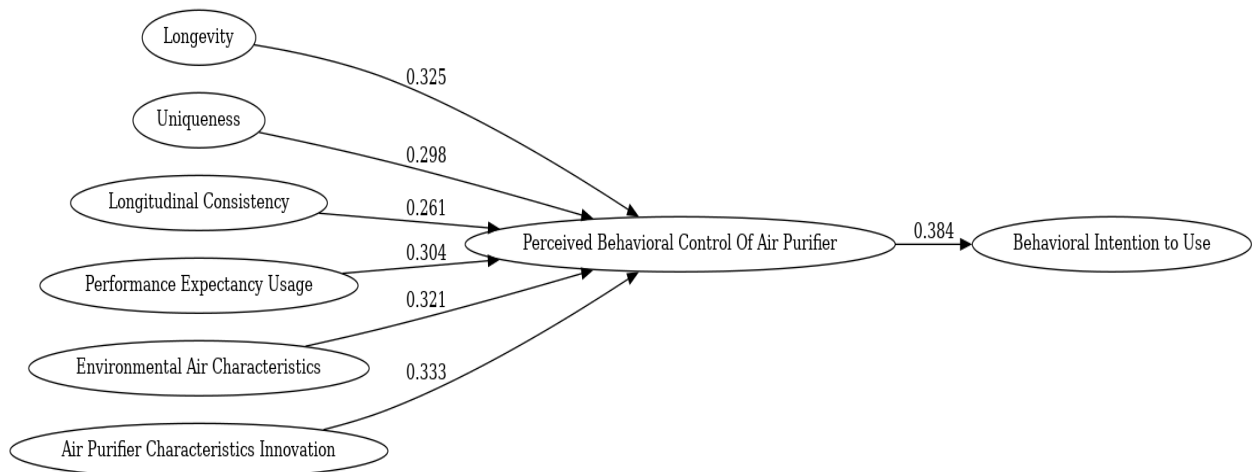 Longevity
0.325
Uniqueness
0.298
Longitudinal Consistency
0.261
Performance Expectancy Usage
0.304
Perceived Behavioral Control Of Air Purifier
0.384
Behavioral Intention to Use
Environmental Air Characteristics
0.321
Air Purifier Characteristics Innovation
0.333